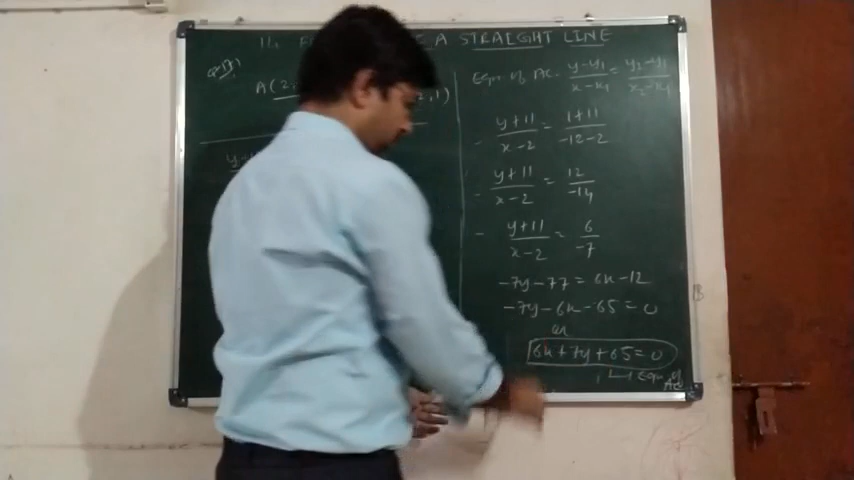 11. E A STRAIGHT LINE
A(2, ,1)
Eqn of AC- y-y₁/x-x₁ = y₂-y₁/x₂-x₁
- y+11/x-2 = 1+11/-12-2
- y+11/x-2 = 12/-14
- y+11/x-2 = 6/-7
-7y-77 = 6x-12
-7y-6x-65=0
or
6x+7y+65=0
Eqn of AC